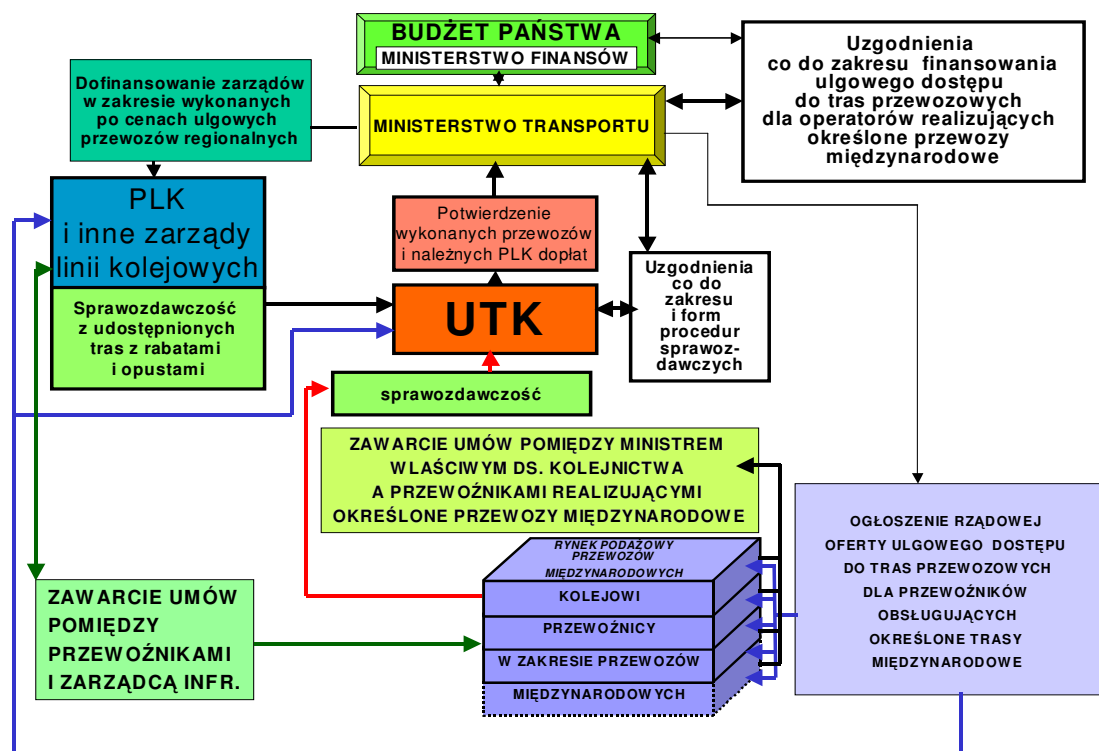 BUDŻET PAŃSTWA
MINISTERSTWO FINANSÓW
Uzgodnienia
co do zakresu finansowania
ulgowego dostępu
do tras przewozowych
dla operatorów realizujących
określone przewozy
międzynarodowe
Dofinansowanie zarządów
w zakresie wykonanych
po cenach ulgowych
przewozów regionalnych
MINISTERSTWO TRANSPORTU
PLK
i inne zarządy
linii kolejowych
Potwierdzenie
wykonanych przewozów
i należnych PLK dopłat
Uzgodnienia
co do
zakresu
i form
procedur
sprawoz-
dawczych
Sprawozdawczość
z udostępnionych
tras z rabatami
i opustami
UTK
sprawozdawczość
ZAWARCIE UMÓW POMIĘDZY MINISTREM
WŁAŚCIWYM DS. KOLEJNICTWA
A PRZEWOŹNIKAMI REALIZUJĄCYMI
OKREŚLONE PRZEWOZY MIĘDZYNARODOWE
OGŁOSZENIE RZĄDOWEJ
OFERTY ULGOWEGO DOSTĘPU
DO TRAS PRZEWOZOWYCH
DLA PRZEWOŹNIKÓW
OBSŁUGUJĄCYCH
OKREŚLONE TRASY
MIĘDZYNARODOWE
RYNEK PODAŻOWY
PRZEWOZÓW
MIĘDZYNARODOWYCH
KOLEJOWI
PRZEWOŹNICY
W ZAKRESIE PRZEWOZÓW
MIĘDZYNARODOWYCH
ZAWARCIE UMÓW
POMIĘDZY
PRZEWOŹNIKAMI
I ZARZĄDCĄ INFR.